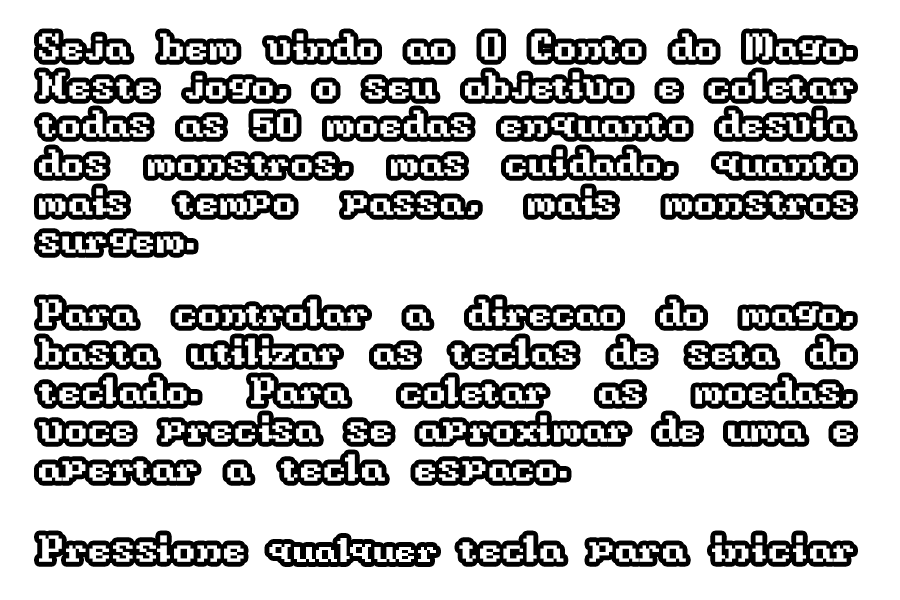 Seja bem vindo ao O Conto do Mago.
Neste jogo, o seu objetivo e coletar
todas as 50 moedas enquanto desvia
dos monstros, mas cuidado, quanto
mais tempo passa, mais monstros
surgem.
Para controlar a direcao do mago,
basta utilizar as teclas de seta do
teclado. Para coletar as moedas,
voce precisa se aproximar de uma e
apertar a tecla espaco.
Pressione qualquer tecla para iniciar